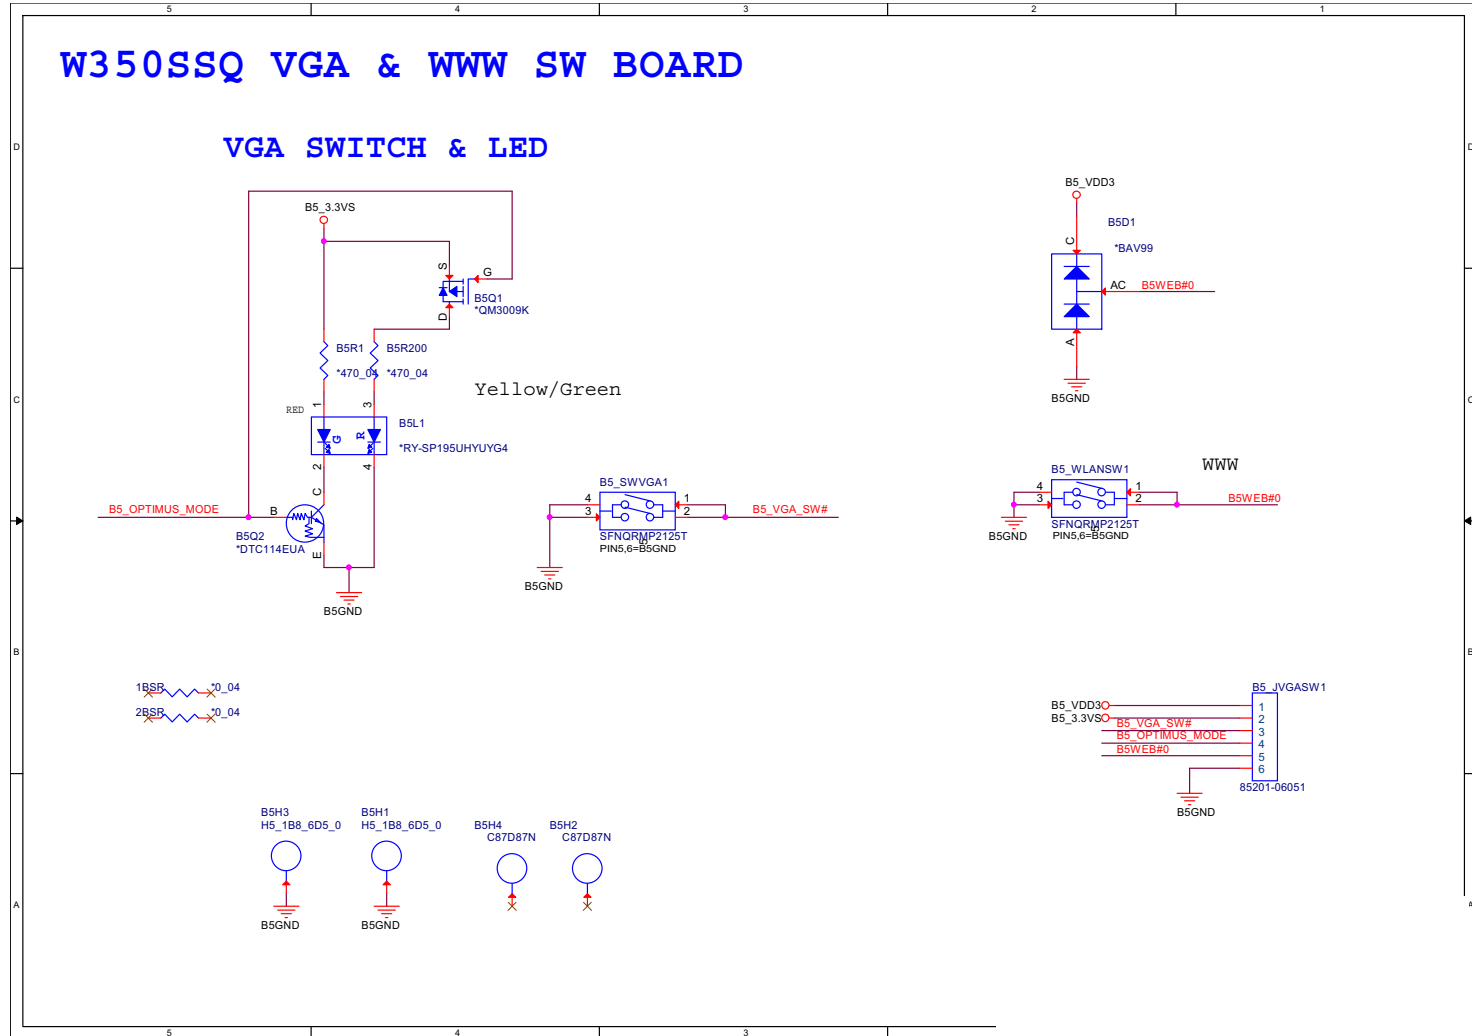 5 4 3 2 1
W350SSQ VGA & WWW SW BOARD
VGA SWITCH & LED
D D
B5_3.3VS
S
G
B5Q1
*QM3009K
D
B5R1 B5R200
*470_04 *470_04
Yellow/Green
RED
1 3
B5L1
G R
*RY-SP195UHYUYG4
2 4
C
B5_OPTIMUS_MODE
B
B5Q2
*DTC114EUA
E
B5GND
B5_SWVGA1
4 1
3 2
B5_VGA_SW#
SFNQRMP2125T
5
PIN5,6=B5GND
B5GND
B5_VDD3
B5D1
*BAV99
C
AC B5WEB#0
A
B5GND
C C
WWW
B5_WLANSW1
4 1
3 2
B5WEB#0
SFNQRMP2125T
5
PIN5,6=B5GND
B5GND
B B
1BSR *0_04
2BSR *0_04
B5_JVGASW1
B5_VDD3 1
B5_3.3VS 2
B5_VGA_SW# 3
B5_OPTIMUS_MODE 4
B5WEB#0 5
6
85201-06051
B5GND
B5H3 B5H1
H5_1B8_6D5_0 H5_1B8_6D5_0
B5H4 B5H2
C87D87N C87D87N
A
B5GND B5GND
5 4 3